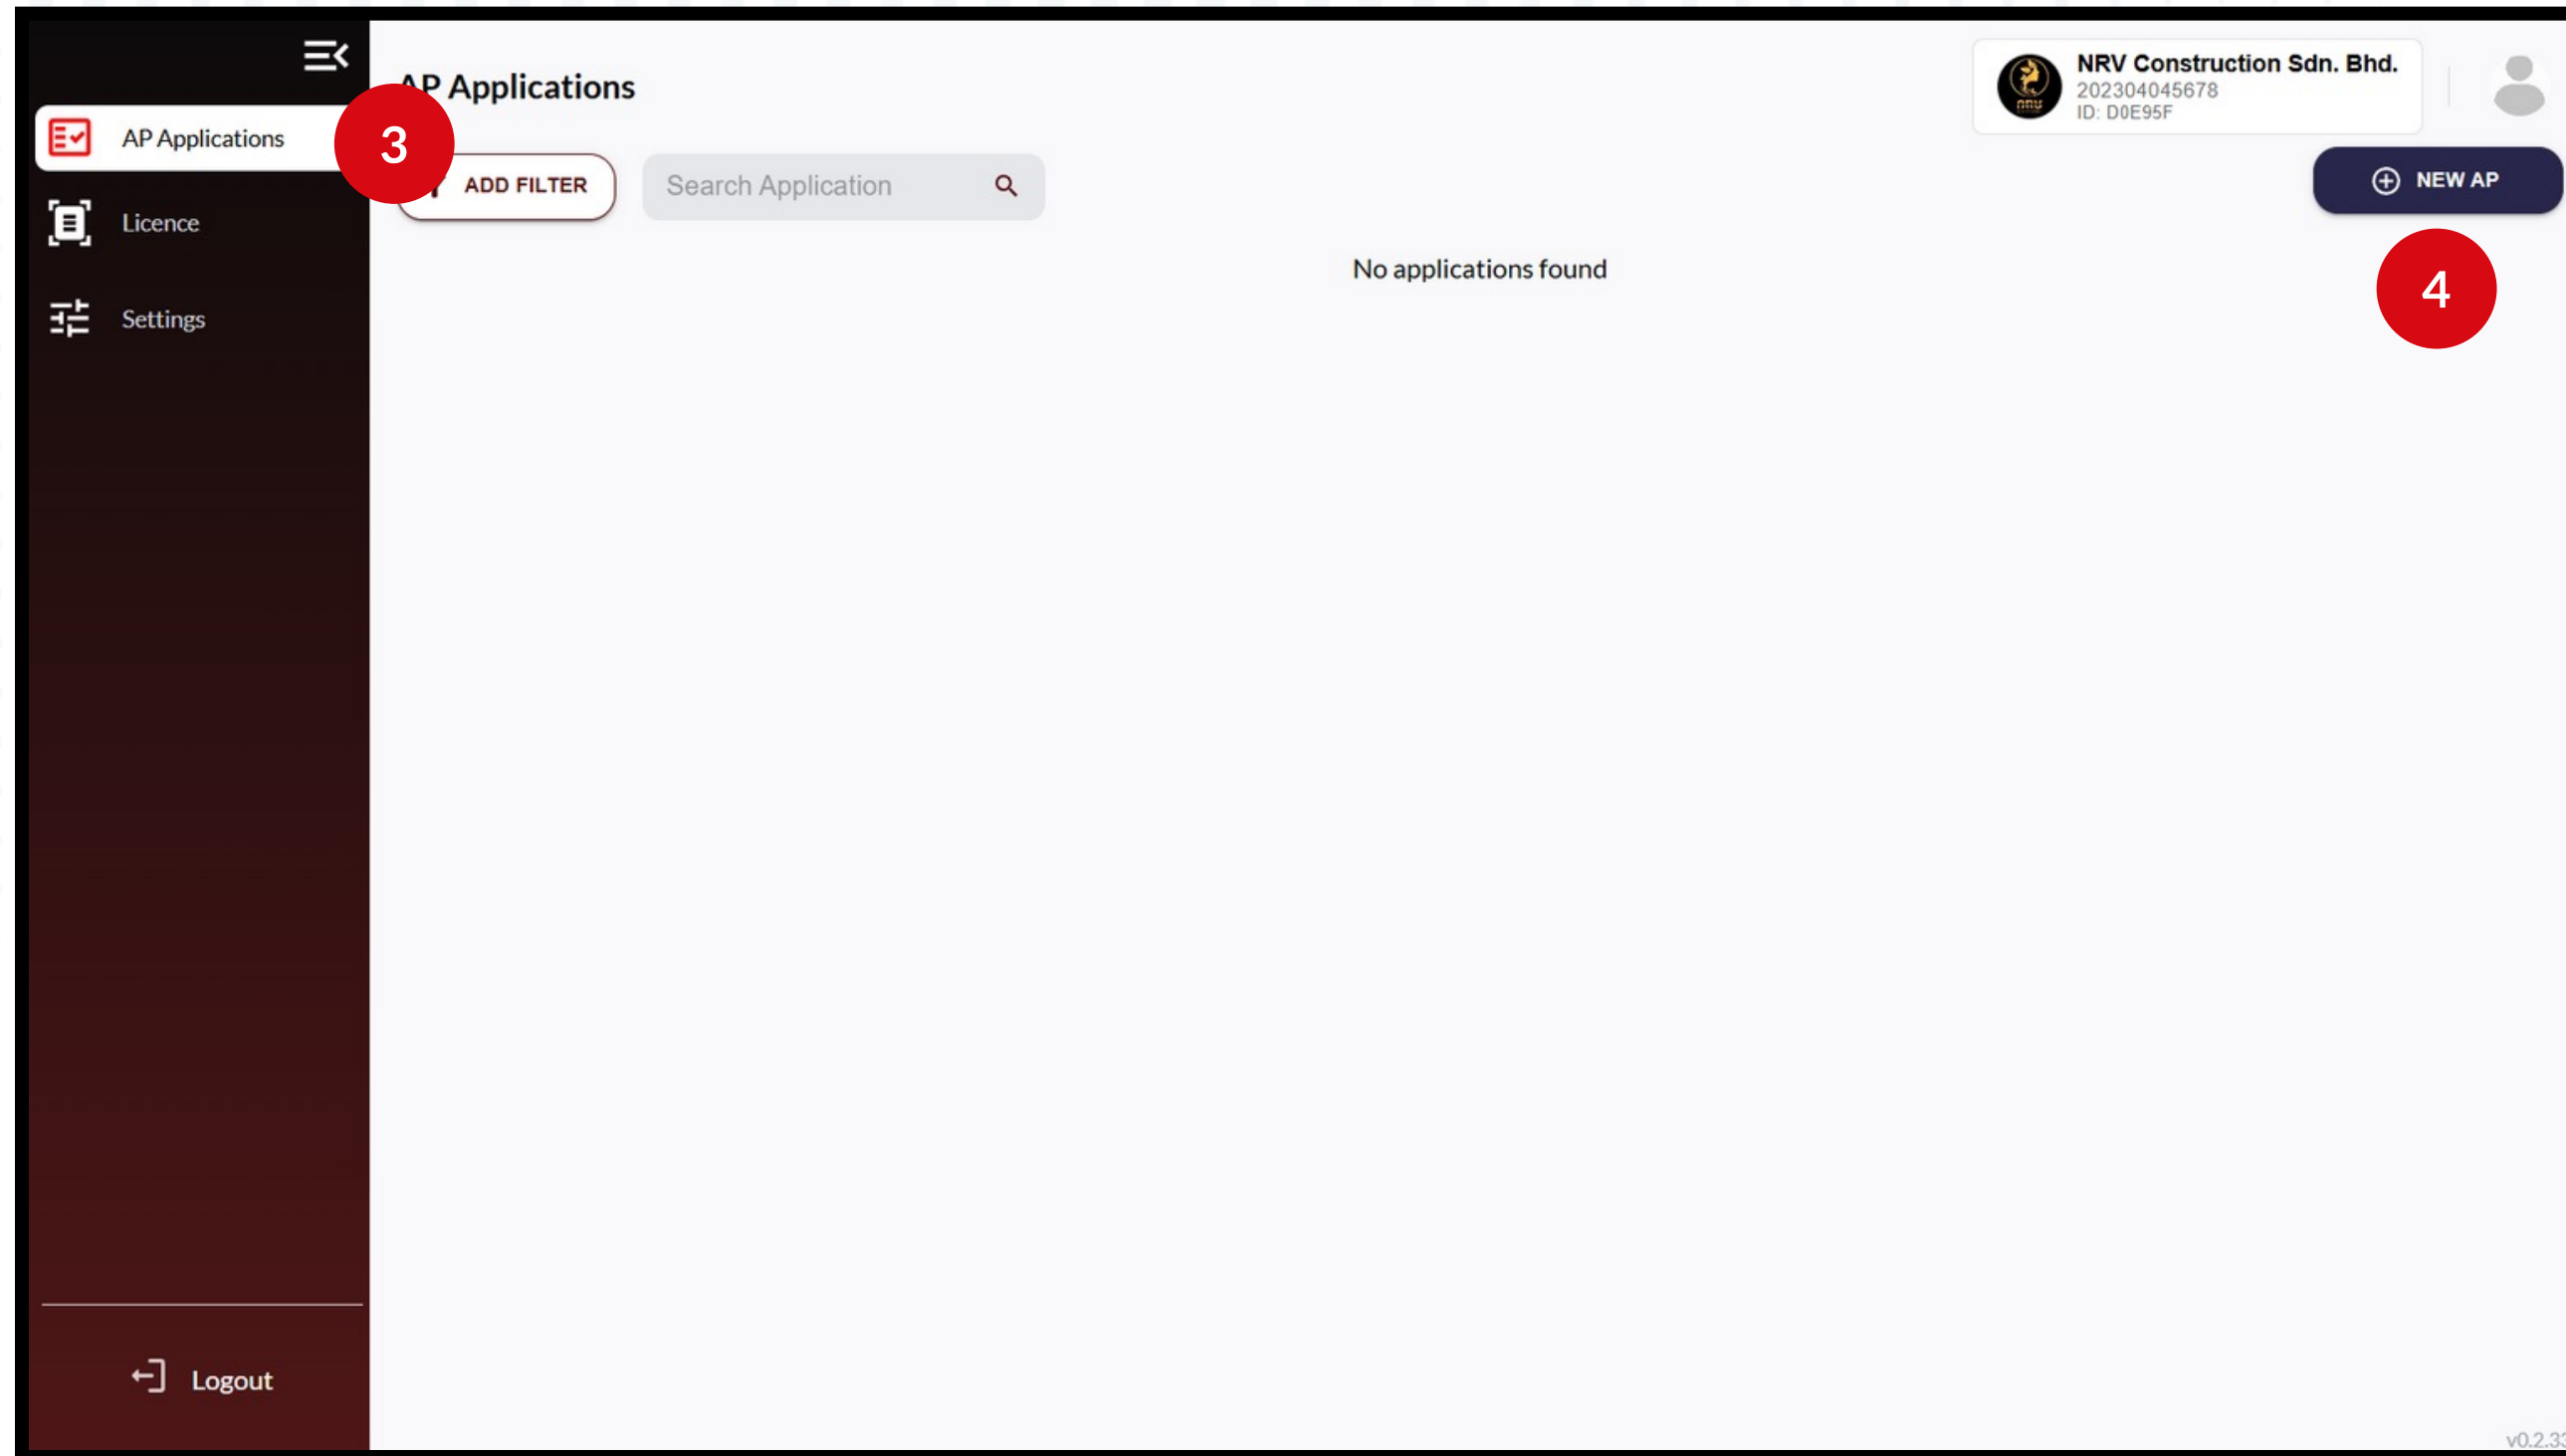 AP Applications
3
Licence
Settings
Logout
AP Applications
ADD FILTER
Search Application
No applications found
NRV Construction Sdn. Bhd.
202304045678
ID: D0E95F
NEW AP
4